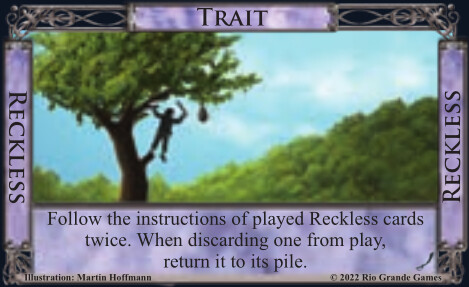 TRAIT
RECKLESS
RECKLESS
Follow the instructions of played Reckless cards
twice. When discarding one from play,
return it to its pile.
Illustration: Martin Hoffmann
© 2022 Rio Grande Games